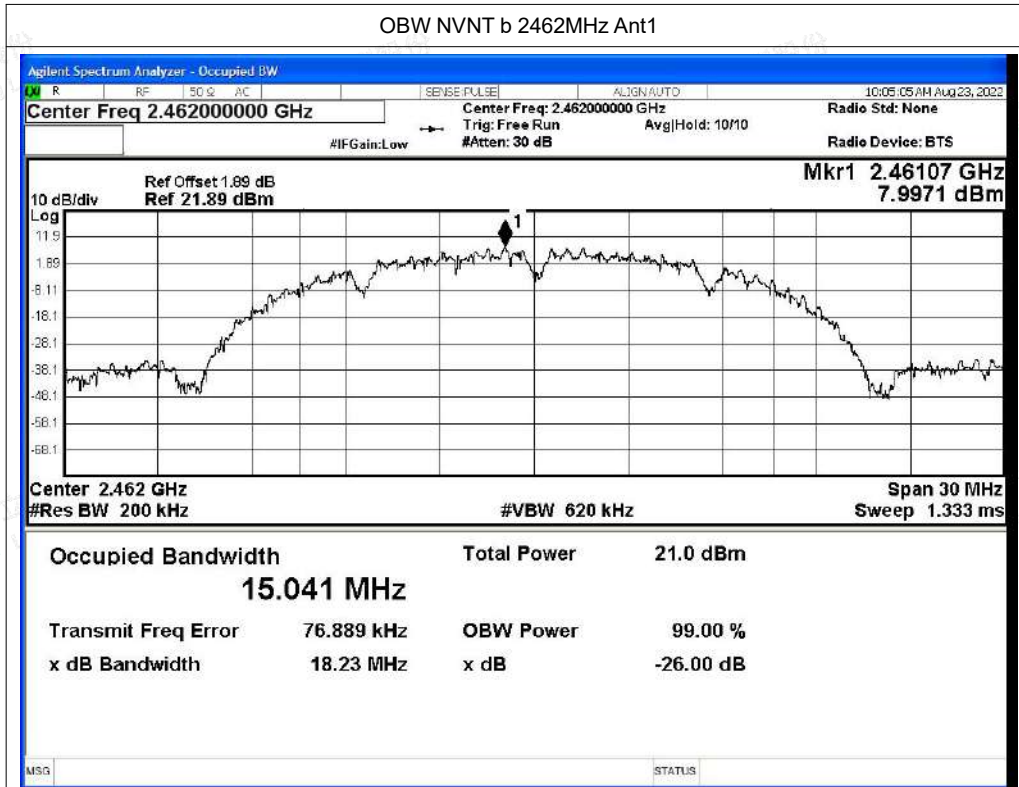 OBW NVNT b 2462MHz Ant1
Agilent Spectrum Analyzer - Occupied BW
R RF 50 Ω AC SENSE:PULSE ALIGN AUTO 10:05:05 AM Aug 23, 2022
Center Freq 2.462000000 GHz
Center Freq: 2.462000000 GHz
Radio Std: None
Trig: Free Run
Avg|Hold: 10/10
#IFGain:Low
#Atten: 30 dB
Radio Device: BTS
Mkr1 2.46107 GHz
7.9971 dBm
Ref Offset 1.89 dB
10 dB/div Ref 21.89 dBm
Log
1
11.9
1.89
-8.11
-18.1
-28.1
-38.1
-48.1
-58.1
-68.1
Center 2.462 GHz Span 30 MHz
#Res BW 200 kHz #VBW 620 kHz Sweep 1.333 ms
Occupied Bandwidth Total Power 21.0 dBm
15.041 MHz
Transmit Freq Error 76.889 kHz OBW Power 99.00 %
x dB Bandwidth 18.23 MHz x dB -26.00 dB
MSG STATUS